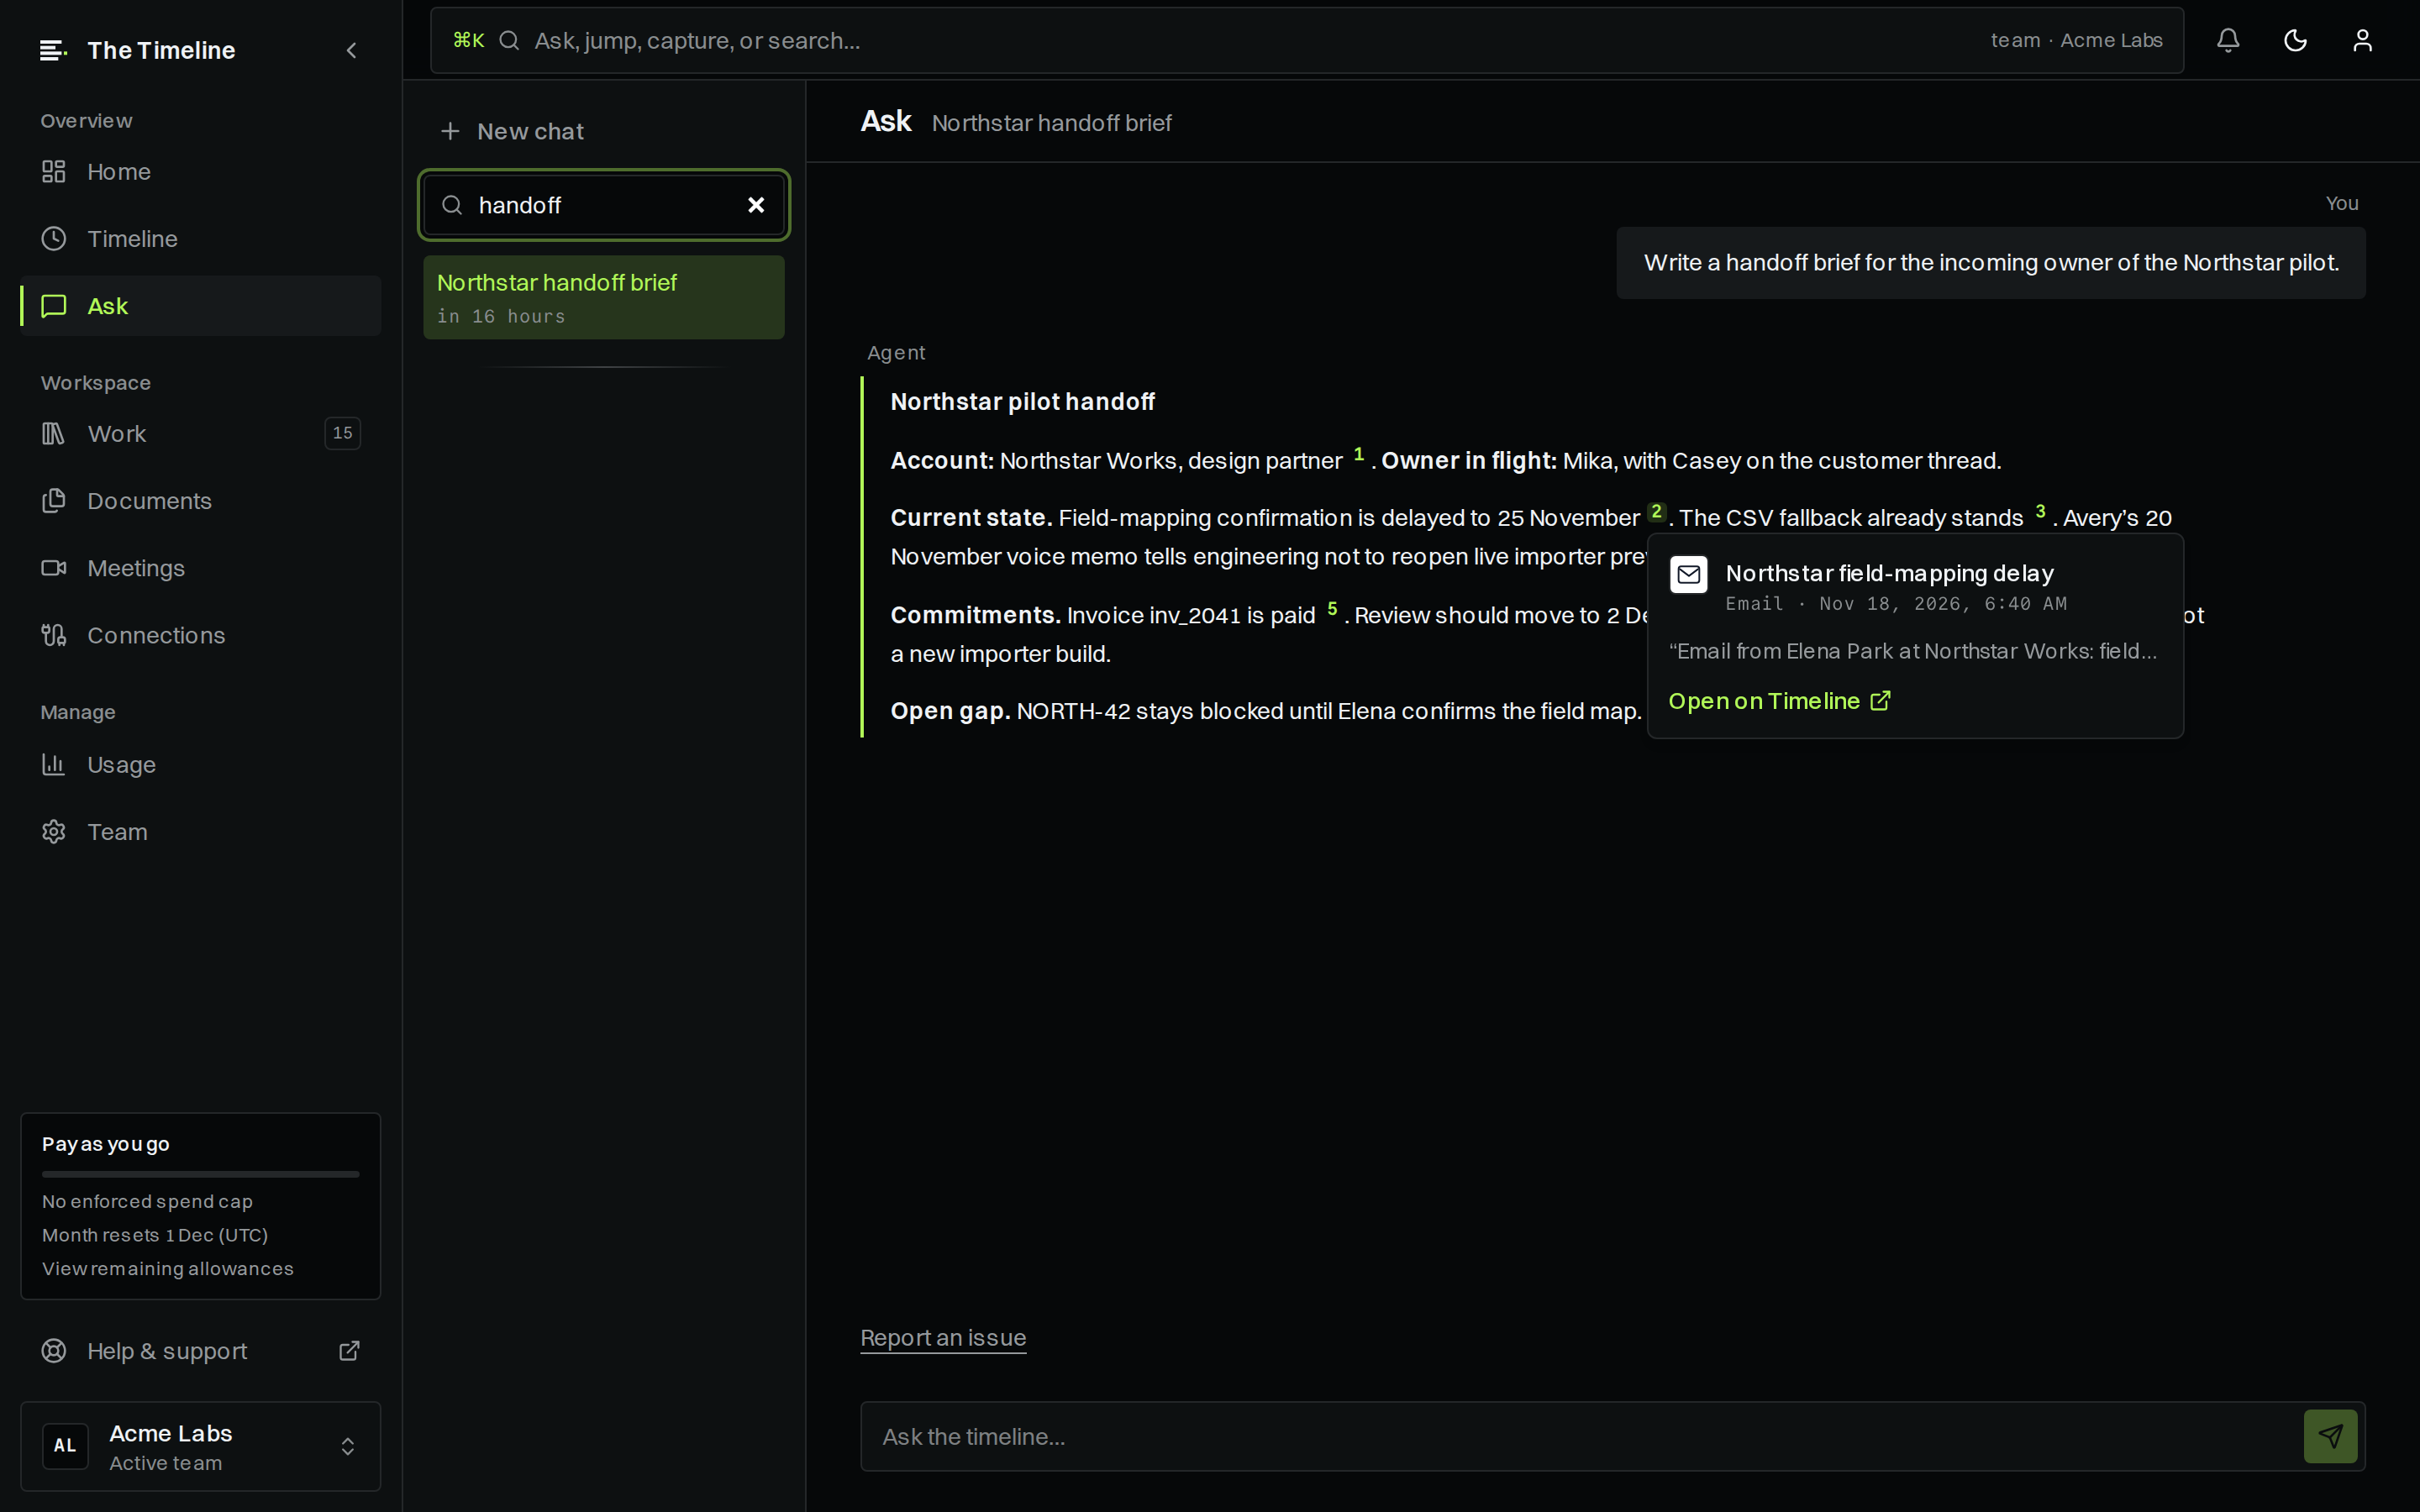 The Timeline
Overview
Home
Timeline
Ask
Workspace
Work 15
Documents
Meetings
Connections
Manage
Usage
Team
Pay as you go
No enforced spend cap
Month resets 1 Dec (UTC)
View remaining allowances
Help & support
AL
Acme Labs
Active team
⌘K Ask, jump, capture, or search... team · Acme Labs
New chat
handoff
Northstar handoff brief
in 16 hours
Ask Northstar handoff brief
You
Write a handoff brief for the incoming owner of the Northstar pilot.
Agent
Northstar pilot handoff
Account: Northstar Works, design partner 1 . Owner in flight: Mika, with Casey on the customer thread.
Current state. Field-mapping confirmation is delayed to 25 November 2 . The CSV fallback already stands 3 . Avery's 20
November voice memo tells engineering not to reopen live importer
Commitments. Invoice inv_2041 is paid 5 . Review should move to 2
a new importer build.
Open gap. NORTH-42 stays blocked until Elena confirms the field map.
Northstar field-mapping delay
Email · Nov 18, 2026, 6:40 AM
“Email from Elena Park at Northstar Works: field...
Open on Timeline
Report an issue
Ask the timeline...